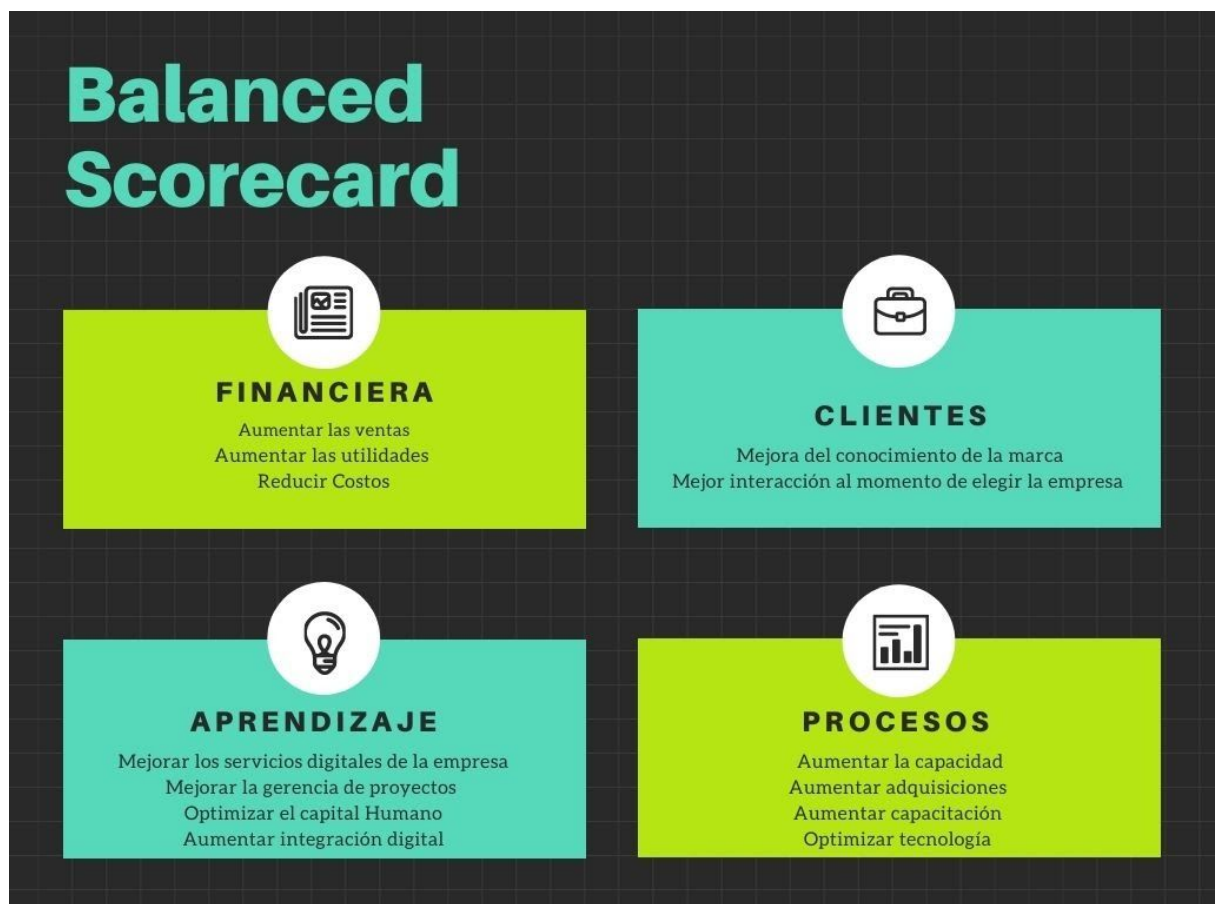 Balanced
Scorecard
FINANCIERA
Aumentar las ventas
Aumentar las utilidades
Reducir Costos
CLIENTES
Mejora del conocimiento de la marca
Mejor interacción al momento de elegir la empresa
APRENDIZAJE
Mejorar los servicios digitales de la empresa
Mejorar la gerencia de proyectos
Optimizar el capital Humano
Aumentar integración digital
PROCESOS
Aumentar la capacidad
Aumentar adquisiciones
Aumentar capacitación
Optimizar tecnología